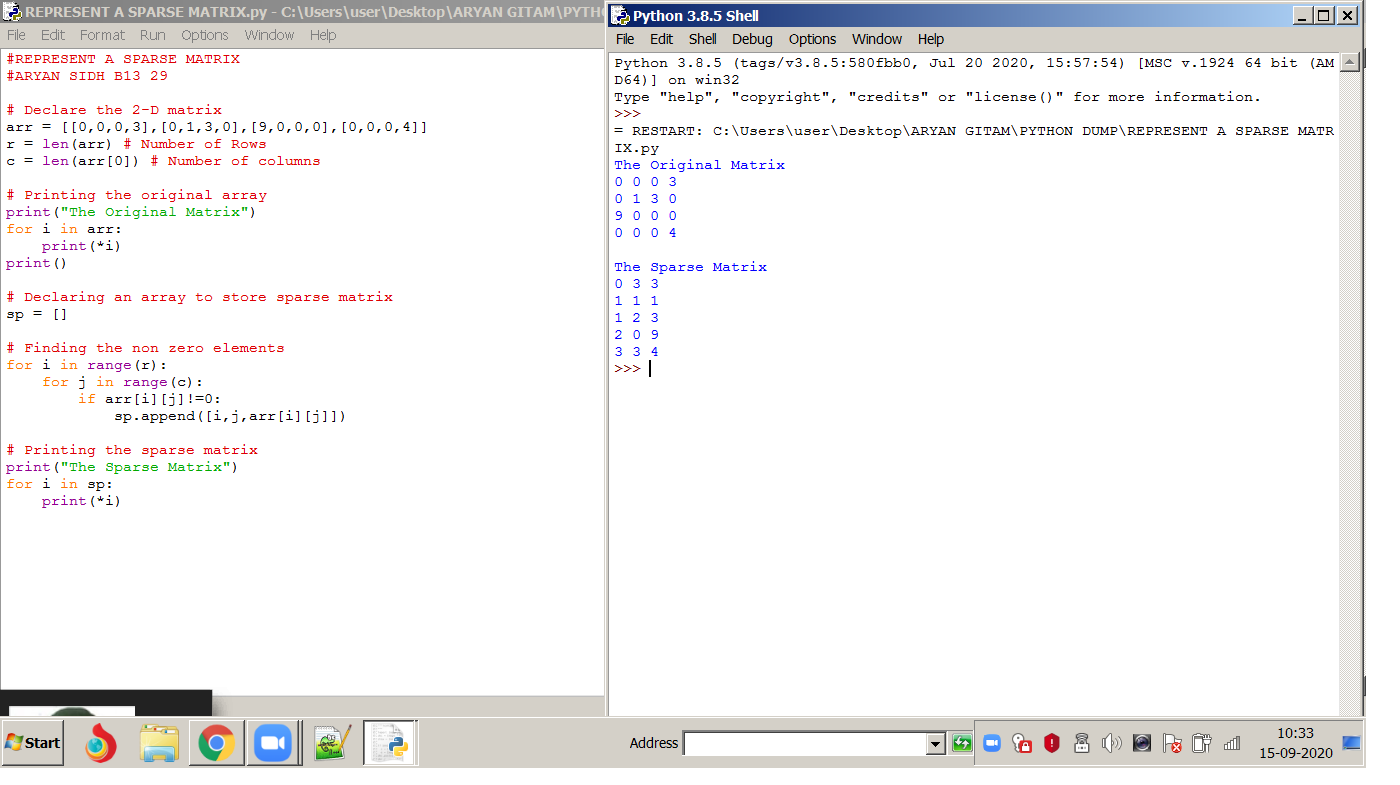 REPRESENT A SPARSE MATRIX.py - C:\Users\user\Desktop\ARYAN GITAM\PYTH
File Edit Format Run Options Window Help
#REPRESENT A SPARSE MATRIX
#ARYAN SIDH B13 29
# Declare the 2-D matrix
arr = [[0,0,0,3],[0,1,3,0],[9,0,0,0],[0,0,0,4]]
r = len(arr) # Number of Rows
c = len(arr[0]) # Number of columns
# Printing the original array
print("The Original Matrix")
for i in arr:
    print(*i)
print()
# Declaring an array to store sparse matrix
sp = []
# Finding the non zero elements
for i in range(r):
    for j in range(c):
        if arr[i][j]!=0:
            sp.append([i,j,arr[i][j]])
# Printing the sparse matrix
print("The Sparse Matrix")
for i in sp:
    print(*i)
Python 3.8.5 Shell
File Edit Shell Debug Options Window Help
Python 3.8.5 (tags/v3.8.5:580fbb0, Jul 20 2020, 15:57:54) [MSC v.1924 64 bit (AM
D64)] on win32
Type "help", "copyright", "credits" or "license()" for more information.
>>>
= RESTART: C:\Users\user\Desktop\ARYAN GITAM\PYTHON DUMP\REPRESENT A SPARSE MATR
IX.py
The Original Matrix
0 0 0 3
0 1 3 0
9 0 0 0
0 0 0 4
The Sparse Matrix
0 3 3
1 1 1
1 2 3
2 0 9
3 3 4
>>>
Start
Address
10:33
15-09-2020